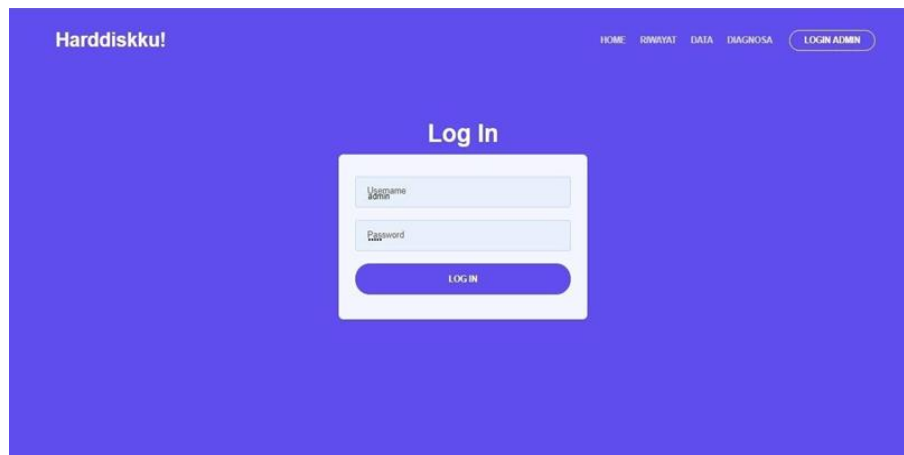 Harddiskku!
HOME RIWAYAT DATA DIAGNOSA LOGIN ADMIN
Log In
Username
admin
Password
•••••
LOG IN